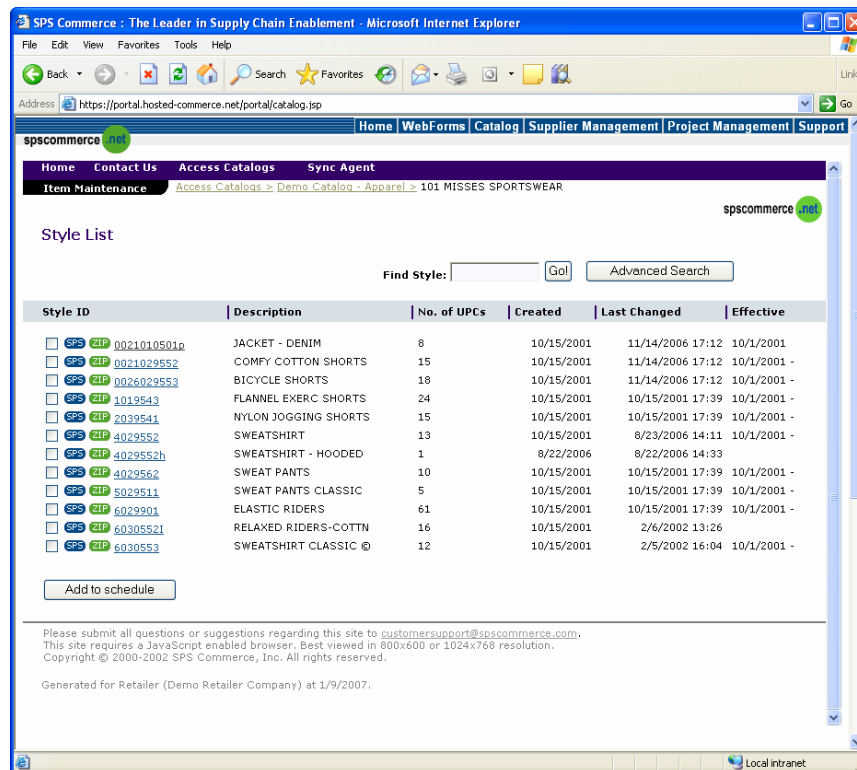 SPS Commerce : The Leader in Supply Chain Enablement - Microsoft Internet Explorer
File Edit View Favorites Tools Help
Back Search Favorites
Address https://portal.hosted-commerce.net/portal/catalog.jsp Go
Home WebForms Catalog Supplier Management Project Management Support
spscommerce .net
Home Contact Us Access Catalogs Sync Agent
Item Maintenance Access Catalogs > Demo Catalog - Apparel > 101 MISSES SPORTSWEAR
spscommerce .net
Style List
Find Style: Go! Advanced Search
Style ID Description No. of UPCs Created Last Changed Effective
SPS ZIP 0021010501p JACKET - DENIM 8 10/15/2001 11/14/2006 17:12 10/1/2001
SPS ZIP 0021029552 COMFY COTTON SHORTS 15 10/15/2001 11/14/2006 17:12 10/1/2001 -
SPS ZIP 0026029553 BICYCLE SHORTS 18 10/15/2001 11/14/2006 17:12 10/1/2001 -
SPS ZIP 1019543 FLANNEL EXERC SHORTS 24 10/15/2001 10/15/2001 17:39 10/1/2001 -
SPS ZIP 2039541 NYLON JOGGING SHORTS 15 10/15/2001 10/15/2001 17:39 10/1/2001 -
SPS ZIP 4029552 SWEATSHIRT 13 10/15/2001 8/23/2006 14:11 10/1/2001 -
SPS ZIP 4029552h SWEATSHIRT - HOODED 1 8/22/2006 8/22/2006 14:33
SPS ZIP 4029562 SWEAT PANTS 10 10/15/2001 10/15/2001 17:39 10/1/2001 -
SPS ZIP 5029511 SWEAT PANTS CLASSIC 5 10/15/2001 10/15/2001 17:39 10/1/2001 -
SPS ZIP 6029901 ELASTIC RIDERS 61 10/15/2001 10/15/2001 17:39 10/1/2001 -
SPS ZIP 6030552I RELAXED RIDERS-COTTN 16 10/15/2001 2/6/2002 13:26
SPS ZIP 6030553 SWEATSHIRT CLASSIC © 12 10/15/2001 2/5/2002 16:04 10/1/2001 -
Add to schedule
Please submit all questions or suggestions regarding this site to customersupport@spscommerce.com.
This site requires a JavaScript enabled browser. Best viewed in 800x600 or 1024x768 resolution.
Copyright © 2000-2002 SPS Commerce, Inc. All rights reserved.
Generated for Retailer (Demo Retailer Company) at 1/9/2007.
Local intranet